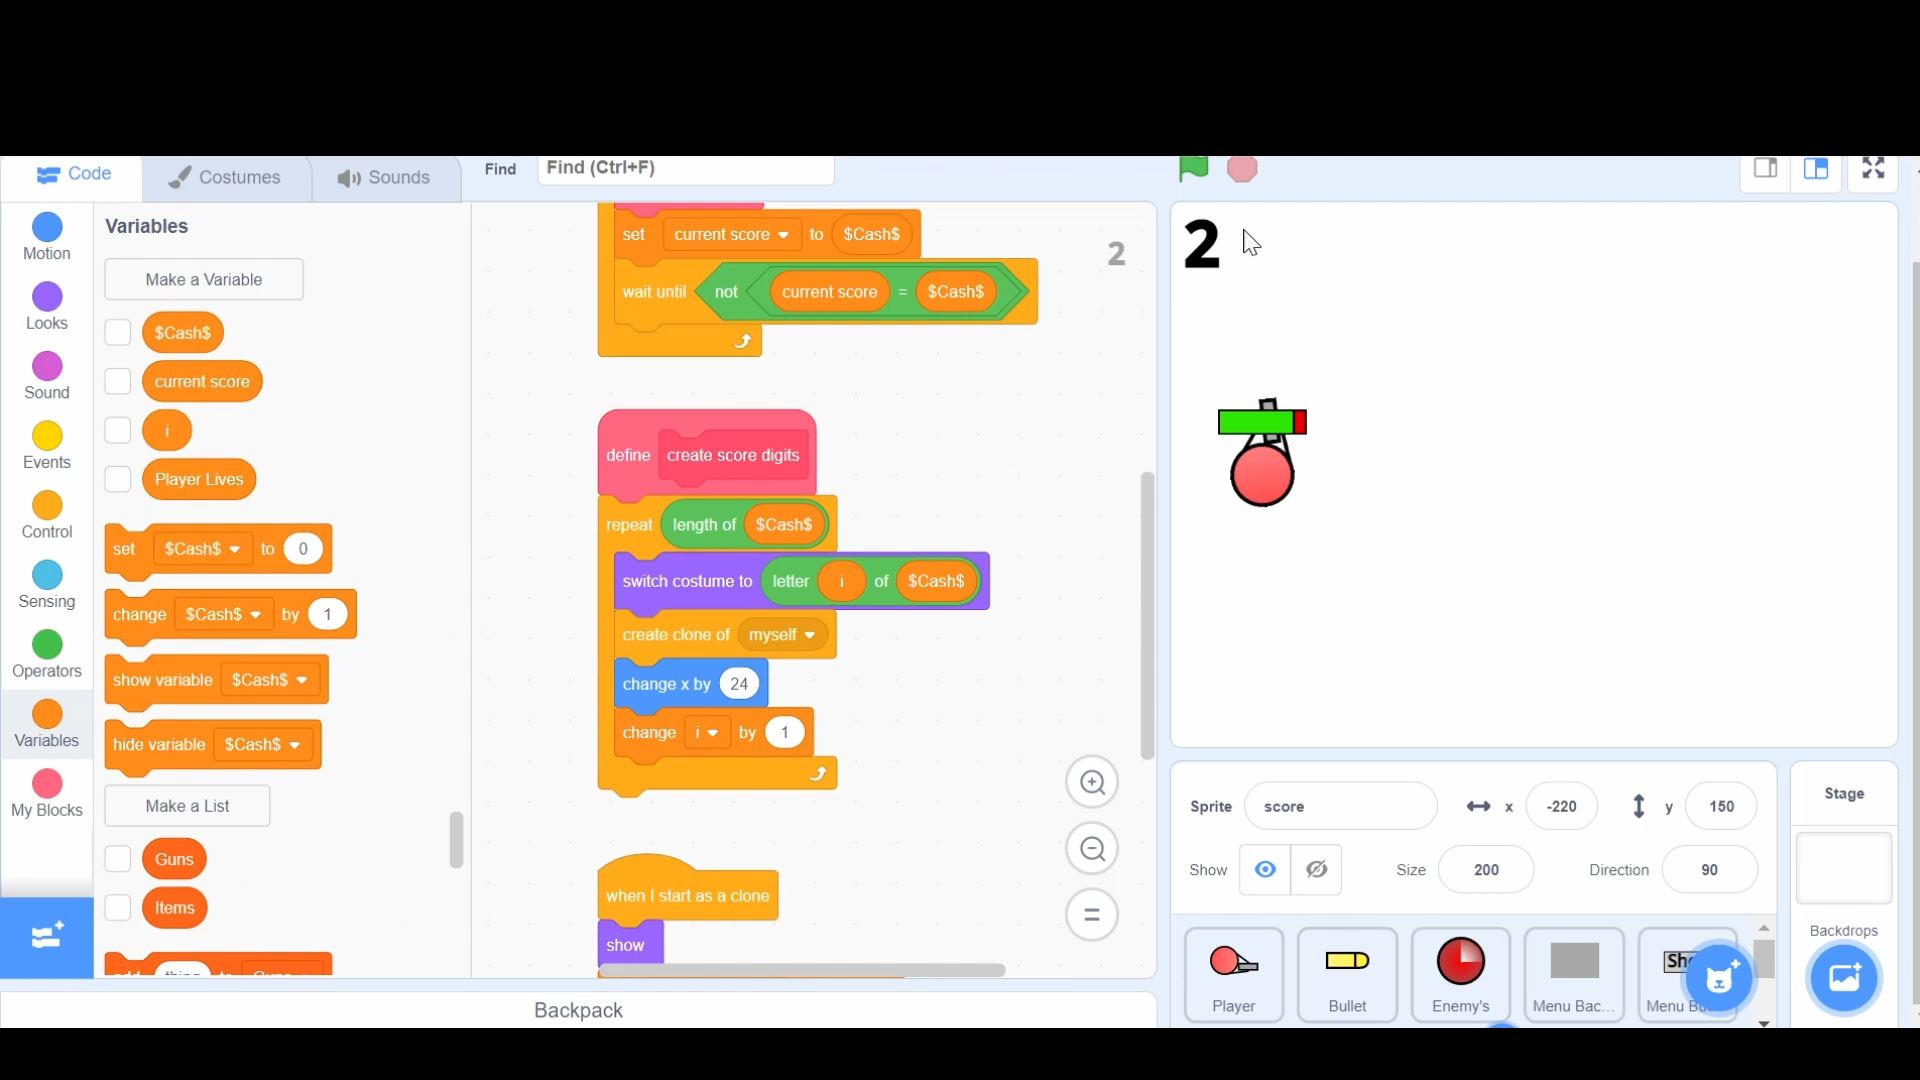 Code
Costumes
Sounds
Find
Find (Ctrl+F)
Motion
Looks
Sound
Events
Control
Sensing
Operators
Variables
My Blocks
Variables
Make a Variable
$Cash$
current score
i
Player Lives
set $Cash$ to 0
change $Cash$ by 1
show variable $Cash$
hide variable $Cash$
Make a List
Guns
Items
set current score to $Cash$
wait until not current score = $Cash$
2
define create score digits
repeat length of $Cash$
switch costume to letter i of $Cash$
create clone of myself
change x by 24
change i by 1
when I start as a clone
show
Backpack
2
Sprite score x -220 y 150
Show Size 200 Direction 90
Player
Bullet
Enemy's
Menu Bac...
Sh
Menu B
Stage
Backdrops